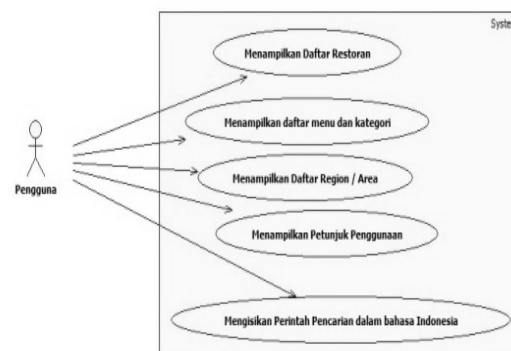 Syste
Menampilkan Daftar Restoran
Menampilkan daftar menu dan kategori
Menampilkan Daftar Region / Area
Pengguna
Menampilkan Petunjuk Penggunaan
Mengisikan Perintah Pencarian dalam bahasa Indonesia